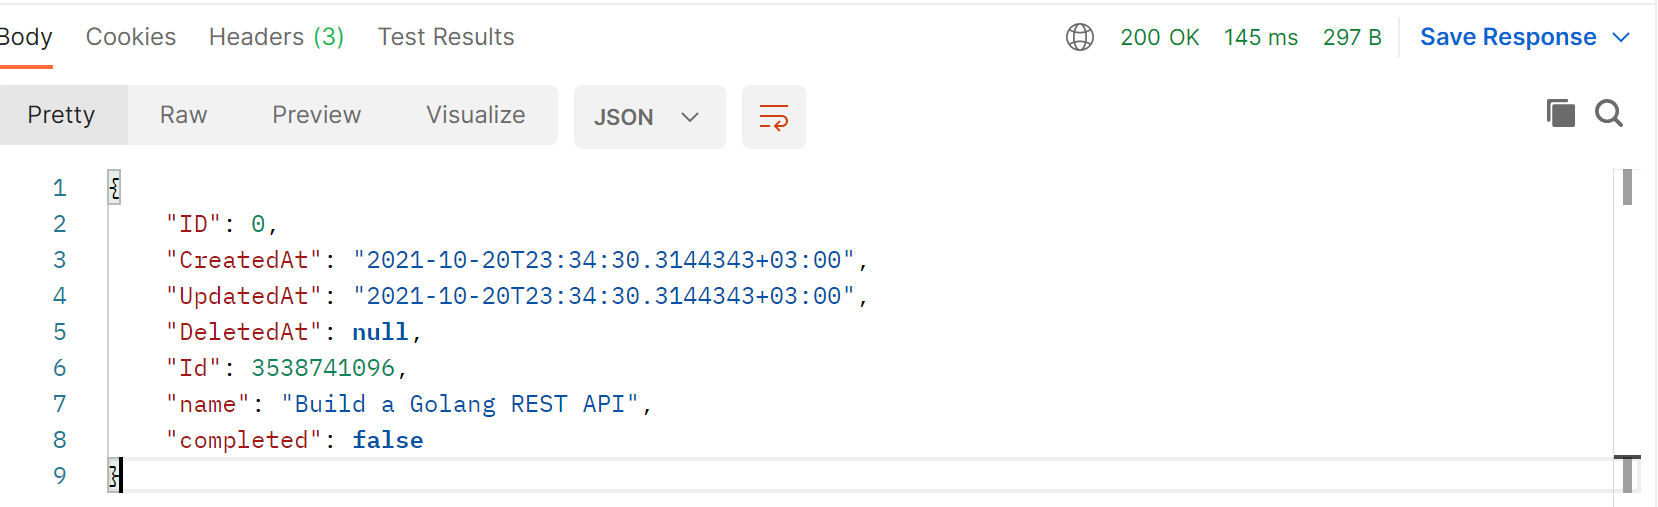 Body Cookies Headers (3) Test Results 200 OK 145 ms 297 B Save Response
Pretty Raw Preview Visualize JSON
1 {
2 "ID": 0,
3 "CreatedAt": "2021-10-20T23:34:30.3144343+03:00",
4 "UpdatedAt": "2021-10-20T23:34:30.3144343+03:00",
5 "DeletedAt": null,
6 "Id": 3538741096,
7 "name": "Build a Golang REST API",
8 "completed": false
9 }